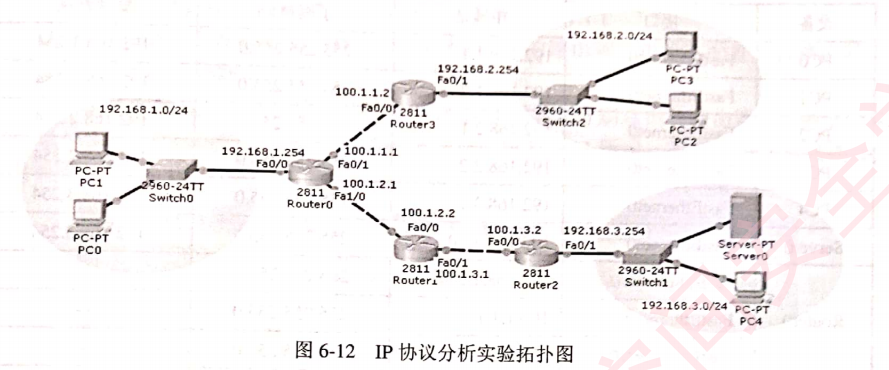 192.168.1.0/24
PC-PT
PC1
PC-PT
PC0
2960-24TT
Switch0
192.168.1.254
Fa0/0
2811
Router0
100.1.1.1
Fa0/1
100.1.2.1
Fa1/0
100.1.1.2
Fa0/0
2811
Router3
192.168.2.254
Fa0/1
2960-24TT
Switch2
192.168.2.0/24
PC-PT
PC3
PC-PT
PC2
100.1.2.2
Fa0/0
2811
Router1
Fa0/1
100.1.3.1
100.1.3.2
Fa0/0
2811
Router2
192.168.3.254
Fa0/1
2960-24TT
Switch1
Server-PT
Server0
192.168.3.0/24
PC-PT
PC4
图 6-12 IP 协议分析实验拓扑图